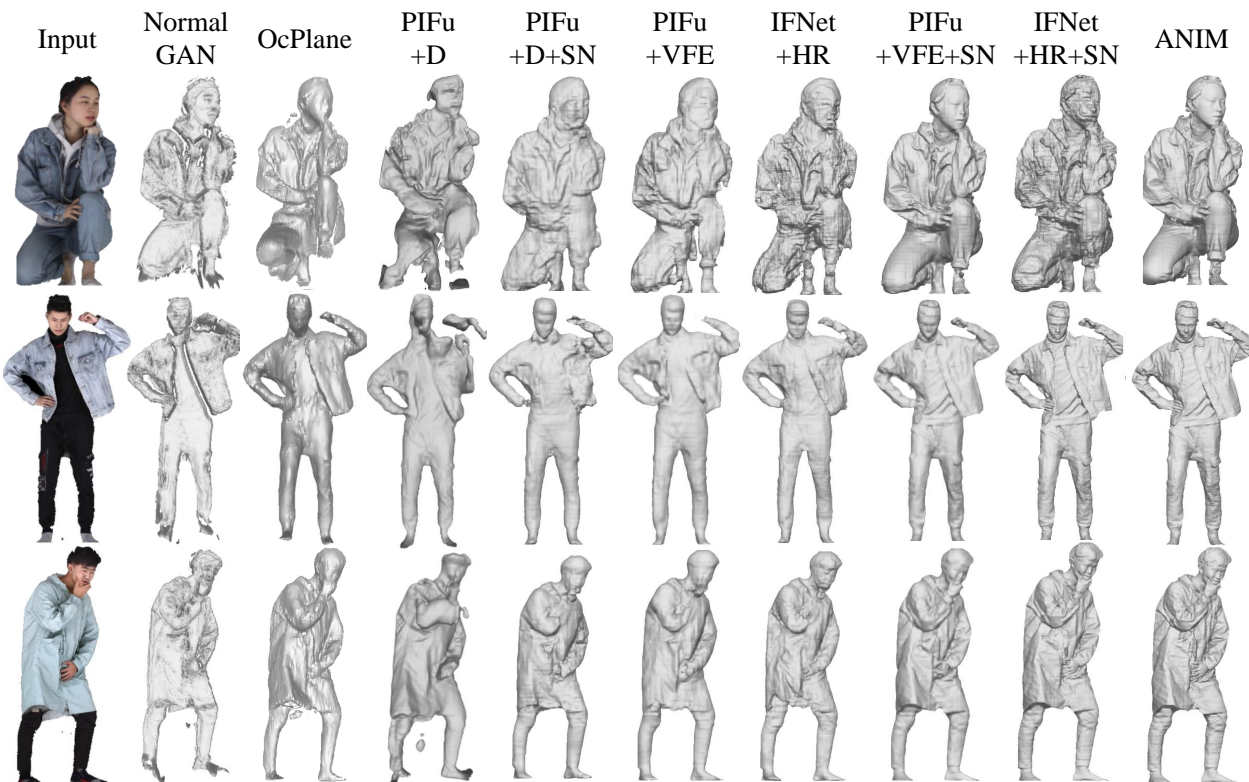 Input
Normal
GAN
OcPlane
PIFu
+D
PIFu
+D+SN
PIFu
+VFE
IFNet
+HR
PIFu
+VFE+SN
IFNet
+HR+SN
ANIM